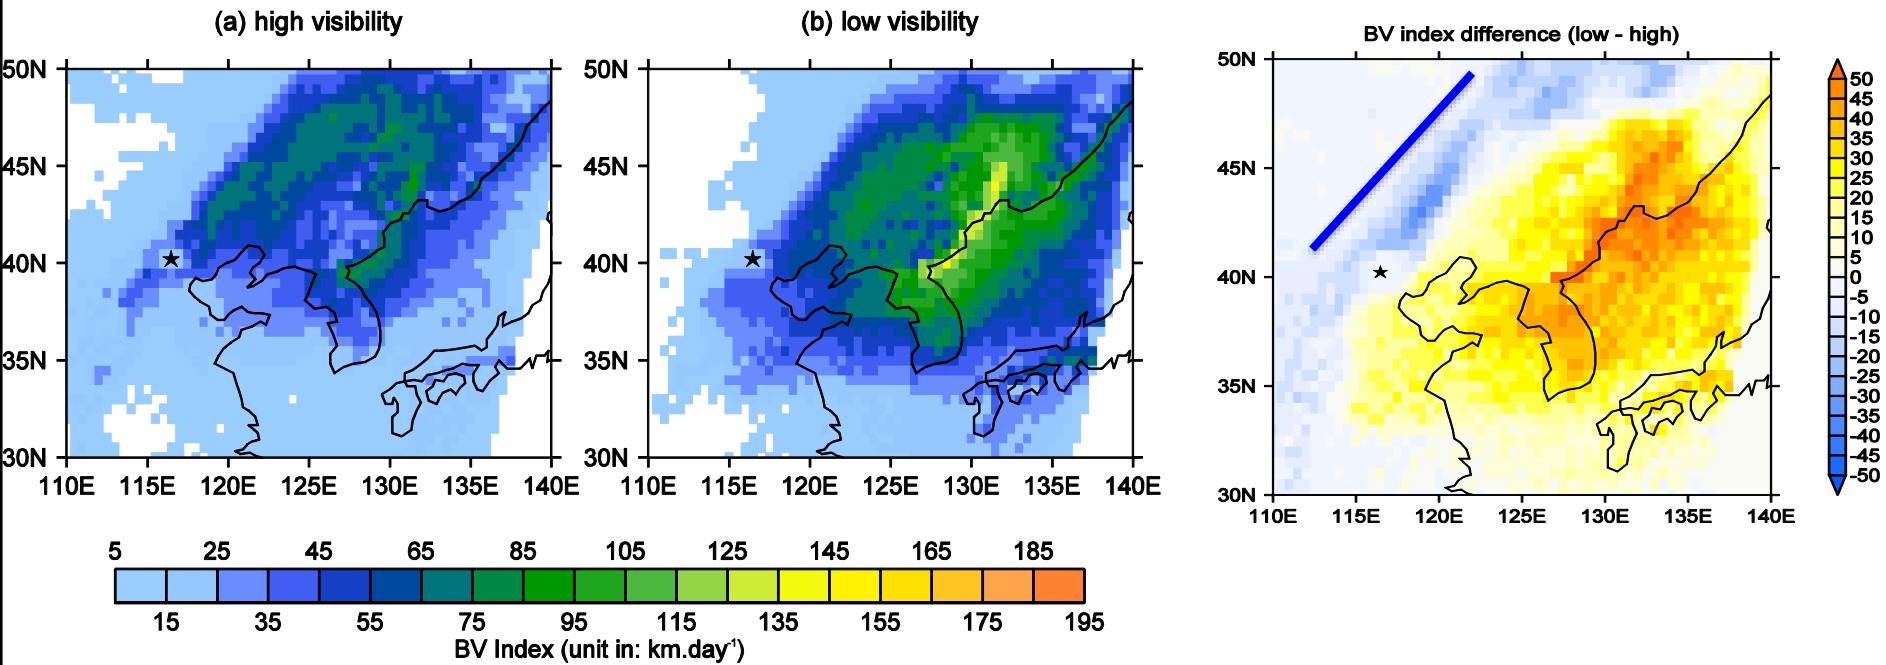 (a) high visibility
50N
45N
40N
35N
30N
110E 115E 120E 125E 130E 135E 140E
(b) low visibility
50N
45N
40N
35N
30N
110E 115E 120E 125E 130E 135E 140E
5 25 45 65 85 105 125 145 165 185
15 35 55 75 95 115 135 155 175 195
BV Index (unit in: km.day⁻¹)
BV index difference (low - high)
50N
45N
40N
35N
30N
110E 115E 120E 125E 130E 135E 140E
50
45
40
35
30
25
20
15
10
5
0
-5
-10
-15
-20
-25
-30
-35
-40
-45
-50